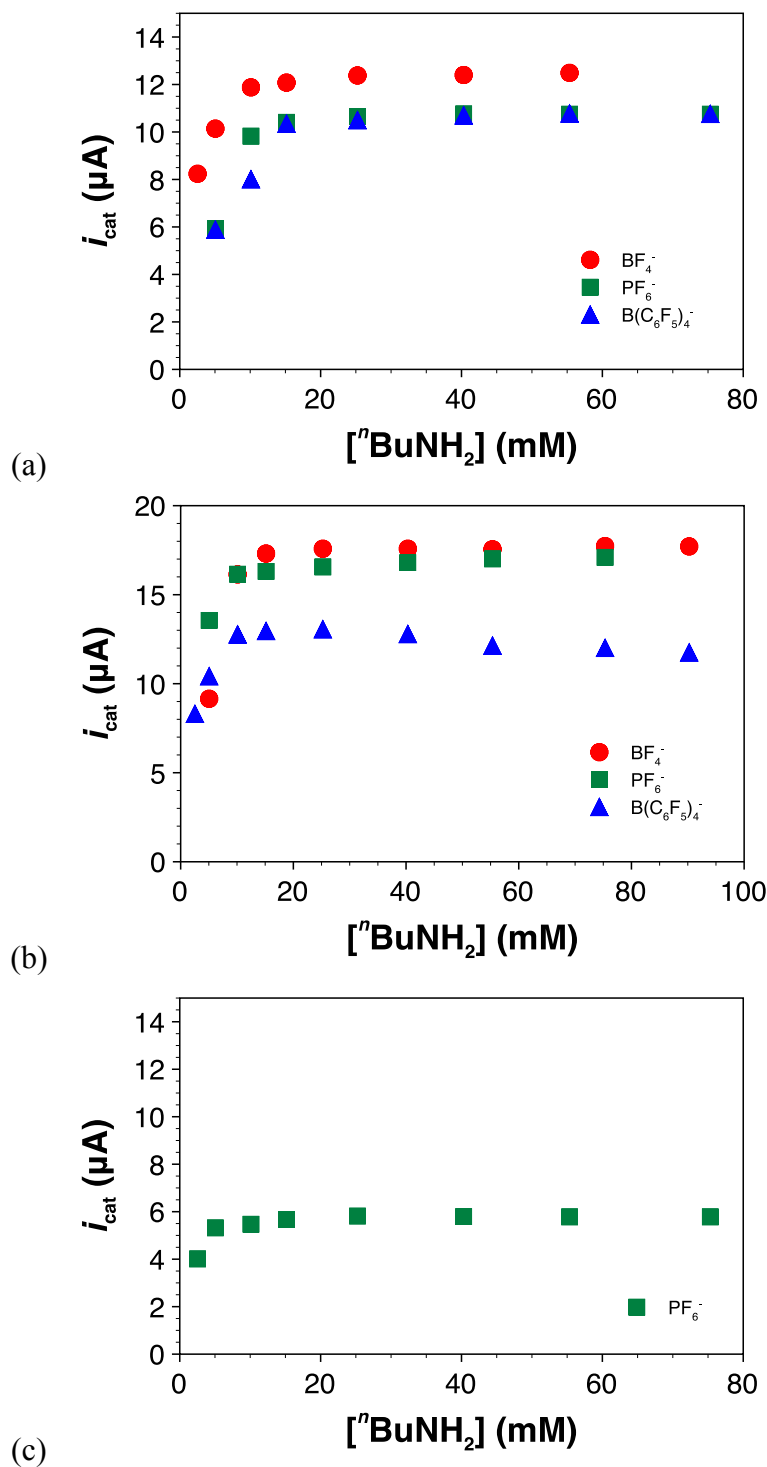 14
12
10
8
6
4
2
0
i_cat (µA)
BF₄⁻
PF₆⁻
B(C₆F₅)₄⁻
0 20 40 60 80
[ⁿBuNH₂] (mM)
(a)
20
15
10
5
0
i_cat (µA)
BF₄⁻
PF₆⁻
B(C₆F₅)₄⁻
0 20 40 60 80 100
[ⁿBuNH₂] (mM)
(b)
14
12
10
8
6
4
2
0
i_cat (µA)
PF₆⁻
0 20 40 60 80
[ⁿBuNH₂] (mM)
(c)